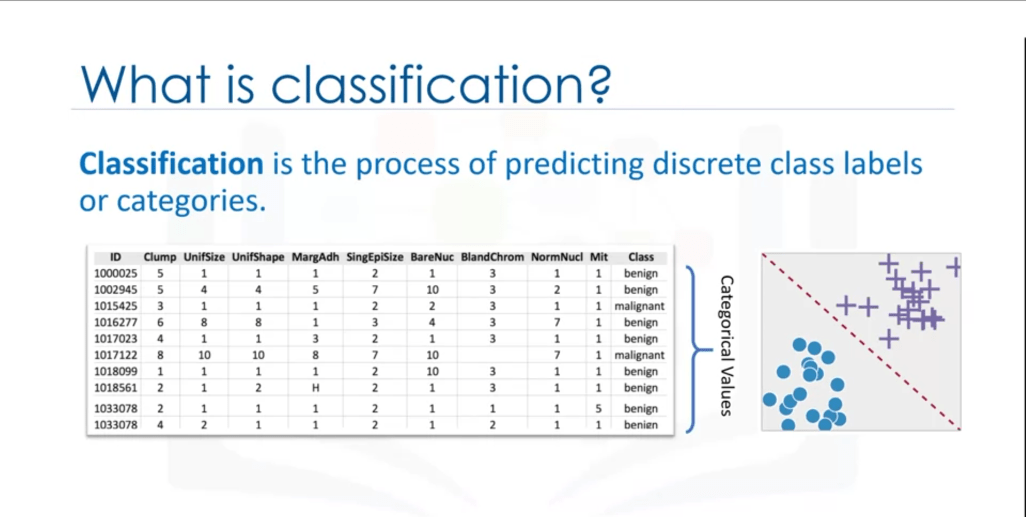 What is classification?
Classification is the process of predicting discrete class labels
or categories.
ID Clump UnifSize UnifShape MargAdh SingEpiSize BareNuc BlandChrom NormNucl Mit Class
1000025 5 1 1 1 2 1 3 1 1 benign
1002945 5 4 4 5 7 10 3 2 1 benign
1015425 3 1 1 1 2 2 3 1 1 malignant
1016277 6 8 8 1 3 4 3 7 1 benign
1017023 4 1 1 3 2 1 3 1 1 benign
1017122 8 10 10 8 7 10 7 1 malignant
1018099 1 1 1 1 2 10 3 1 1 benign
1018561 2 1 2 H 2 1 3 1 1 benign
1033078 2 1 1 1 2 1 1 1 5 benign
1033078 4 2 1 1 2 1 2 1 1 benign
Categorical Values